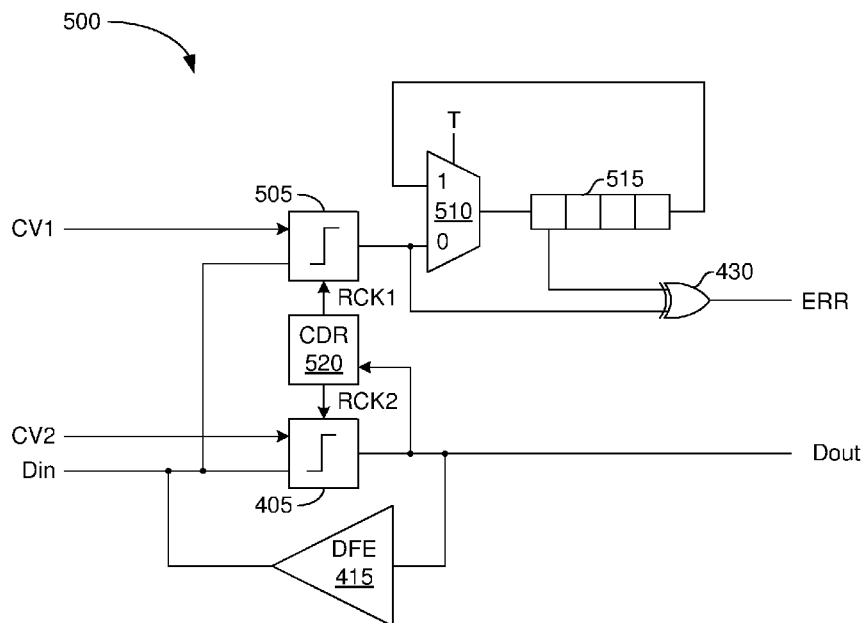 500
T
515
505
1
510
0
CV1
430
RCK1
ERR
CDR
520
RCK2
CV2
Din
Dout
405
DFE
415